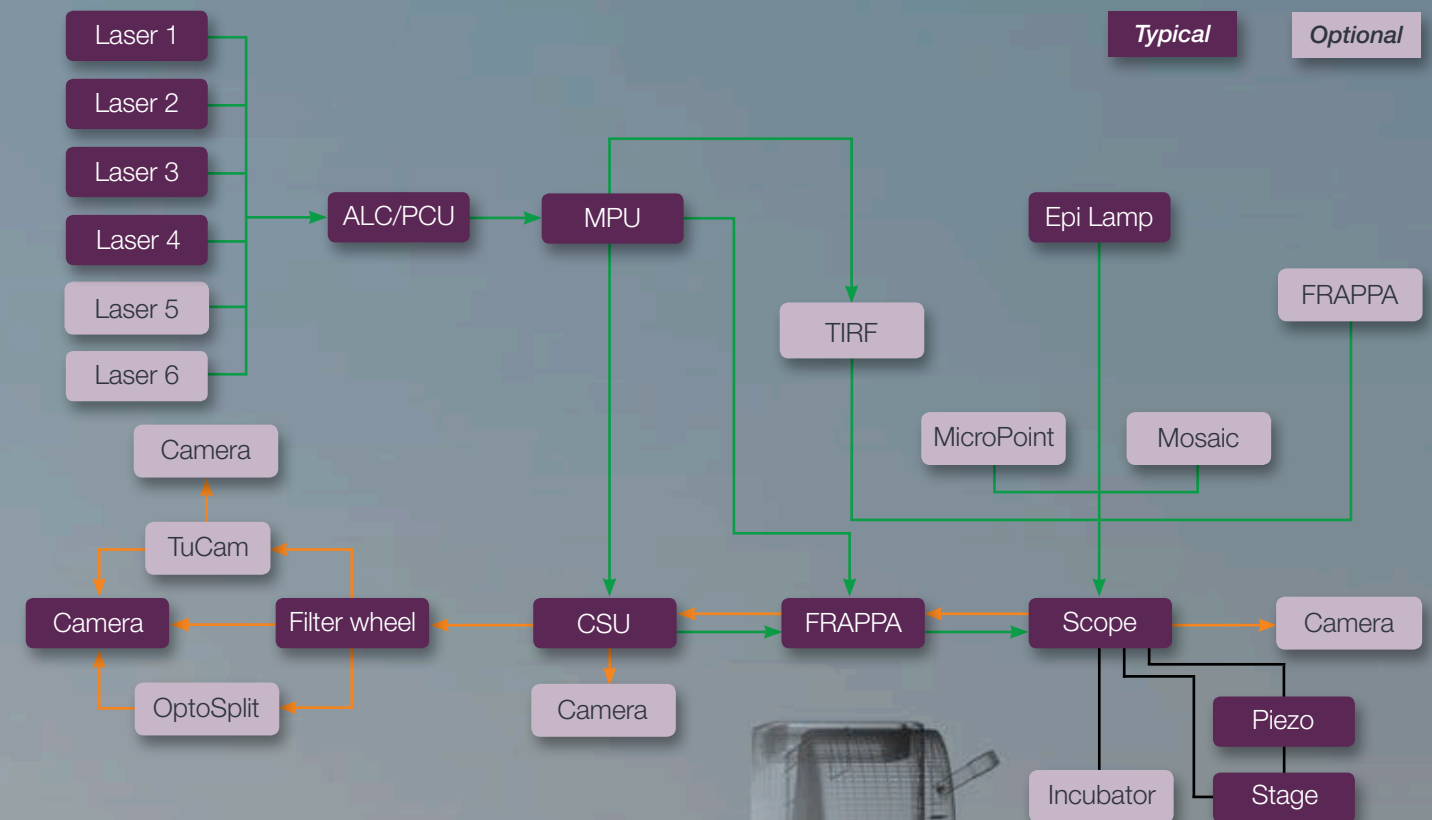 Typical
Optional
Laser 1
Laser 2
Laser 3
Laser 4
Laser 5
Laser 6
ALC/PCU
MPU
Epi Lamp
FRAPPA
TIRF
MicroPoint
Mosaic
Camera
TuCam
Camera
Filter wheel
CSU
FRAPPA
Scope
Camera
OptoSplit
Camera
Piezo
Incubator
Stage